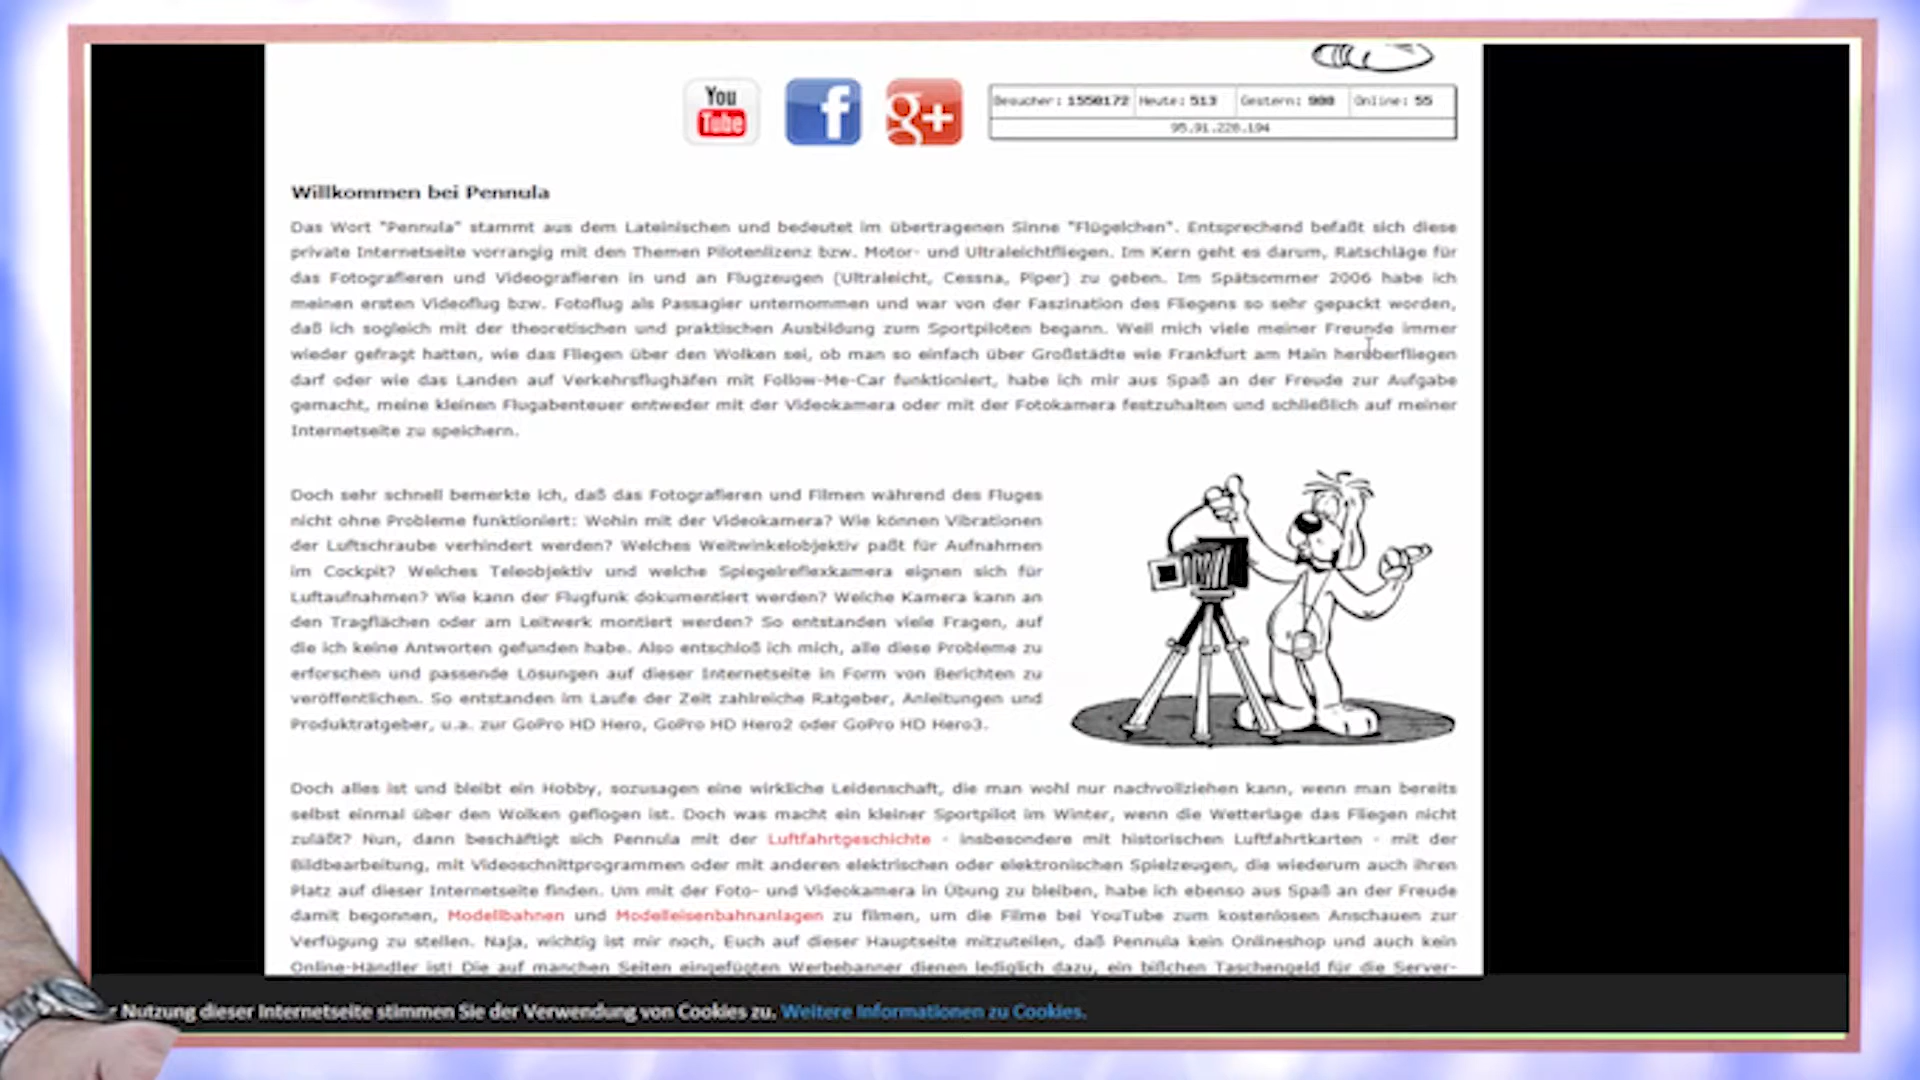 You
Tube
f
g+
Besucher: 1550172 Heute: 513 Gestern: 980 Online: 55
95.91.228.194
Willkommen bei Pennula
Das Wort "Pennula" stammt aus dem Lateinischen und bedeutet im übertragenen Sinne "Flügelchen". Entsprechend befaßt sich diese
private Internetseite vorrangig mit den Themen Pilotenlizenz bzw. Motor- und Ultraleichtfliegen. Im Kern geht es darum, Ratschläge für
das Fotografieren und Videografieren in und an Flugzeugen (Ultraleicht, Cessna, Piper) zu geben. Im Spätsommer 2006 habe ich
meinen ersten Videoflug bzw. Fotoflug als Passagier unternommen und war von der Faszination des Fliegens so sehr gepackt worden,
daß ich sogleich mit der theoretischen und praktischen Ausbildung zum Sportpiloten begann. Weil mich viele meiner Freunde immer
wieder gefragt hatten, wie das Fliegen über den Wolken sei, ob man so einfach über Großstädte wie Frankfurt am Main herüberfliegen
darf oder wie das Landen auf Verkehrsflughäfen mit Follow-Me-Car funktioniert, habe ich mir aus Spaß an der Freude zur Aufgabe
gemacht, meine kleinen Flugabenteuer entweder mit der Videokamera oder mit der Fotokamera festzuhalten und schließlich auf meiner
Internetseite zu speichern.
Doch sehr schnell bemerkte ich, daß das Fotografieren und Filmen während des Fluges
nicht ohne Probleme funktioniert: Wohin mit der Videokamera? Wie können Vibrationen
der Luftschraube verhindert werden? Welches Weitwinkelobjektiv paßt für Aufnahmen
im Cockpit? Welches Teleobjektiv und welche Spiegelreflexkamera eignen sich für
Luftaufnahmen? Wie kann der Flugfunk dokumentiert werden? Welche Kamera kann an
den Tragflächen oder am Leitwerk montiert werden? So entstanden viele Fragen, auf
die ich keine Antworten gefunden habe. Also entschloß ich mich, alle diese Probleme zu
erforschen und passende Lösungen auf dieser Internetseite in Form von Berichten zu
veröffentlichen. So entstanden im Laufe der Zeit zahlreiche Ratgeber, Anleitungen und
Produktratgeber, u.a. zur GoPro HD Hero, GoPro HD Hero2 oder GoPro HD Hero3.
Doch alles ist und bleibt ein Hobby, sozusagen eine wirkliche Leidenschaft, die man wohl nur nachvollziehen kann, wenn man bereits
selbst einmal über den Wolken geflogen ist. Doch was macht ein kleiner Sportpilot im Winter, wenn die Wetterlage das Fliegen nicht
zuläßt? Nun, dann beschäftigt sich Pennula mit der Luftfahrtgeschichte - insbesondere mit historischen Luftfahrtkarten - mit der
Bildbearbeitung, mit Videoschnittprogrammen oder mit anderen elektrischen oder elektronischen Spielzeugen, die wiederum auch ihren
Platz auf dieser Internetseite finden. Um mit der Foto- und Videokamera in Übung zu bleiben, habe ich ebenso aus Spaß an der Freude
damit begonnen, Modellbahnen und Modelleisenbahnanlagen zu filmen, um die Filme bei YouTube zum kostenlosen Anschauen zur
Verfügung zu stellen. Naja, wichtig ist mir noch, Euch auf dieser Hauptseite mitzuteilen, daß Pennula kein Onlineshop und auch kein
Online-Händler ist! Die auf manchen Seiten eingefügten Werbebanner dienen lediglich dazu, ein bißchen Taschengeld für die Server-
Nutzung dieser Internetseite stimmen Sie der Verwendung von Cookies zu. Weitere Informationen zu Cookies.